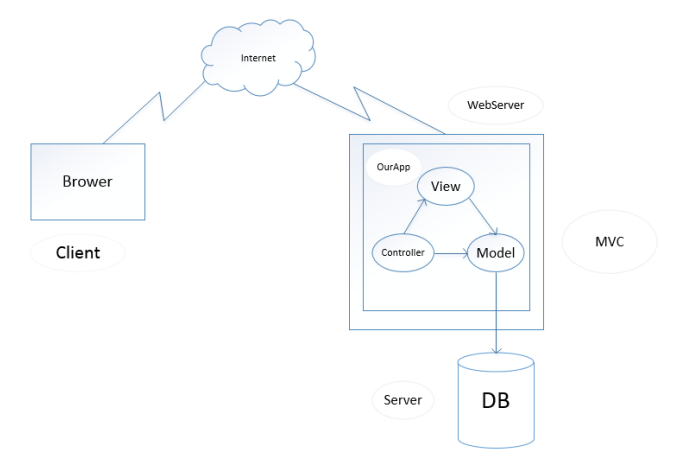 Internet
WebServer
Brower
OurApp
View
Client
Controller
Model
MVC
Server
DB